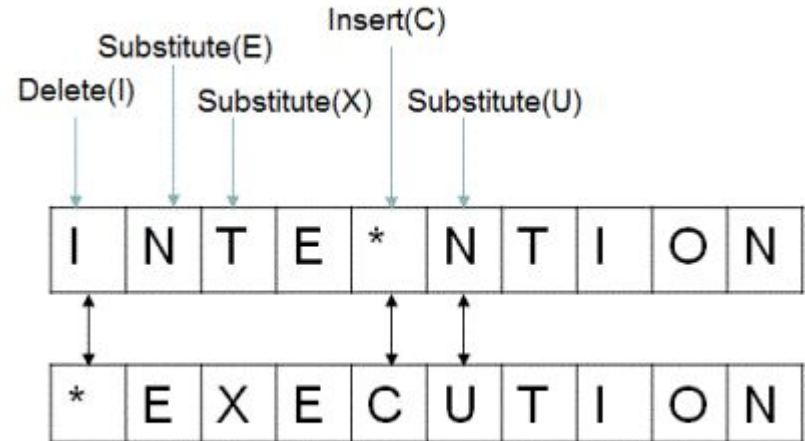 Insert(C)
Substitute(E)
Delete(I)
Substitute(X) Substitute(U)
I N T E * N T I O N
* E X E C U T I O N